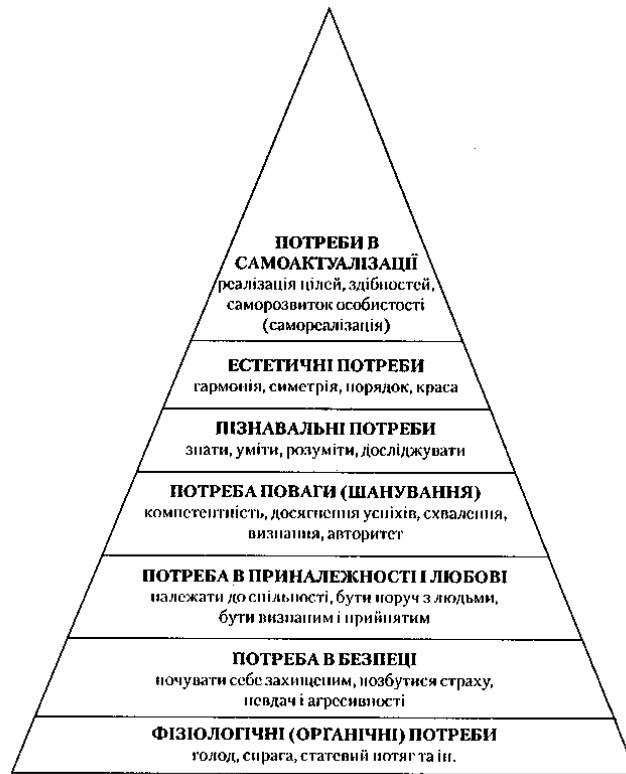 ПОТРЕБИ В
САМОАКТУАЛІЗАЦІЇ
реалізація цілей, здібностей,
саморозвиток особистості
(самореалізація)
ЕСТЕТИЧНІ ПОТРЕБИ
гармонія, симетрія, порядок, краса
ПІЗНАВАЛЬНІ ПОТРЕБИ
знати, уміти, розуміти, досліджувати
ПОТРЕБА ПОВАГИ (ШАНУВАННЯ)
компетентність, досягнення успіхів, схвалення,
визнання, авторитет
ПОТРЕБА В ПРИНАЛЕЖНОСТІ І ЛЮБОВІ
належати до спільності, бути поруч з людьми,
бути визнаним і прийнятим
ПОТРЕБА В БЕЗПЕЦІ
почувати себе захищеним, позбутися страху,
невдач і агресивності
ФІЗІОЛОГІЧНІ (ОРГАНІЧНІ) ПОТРЕБИ
голод, спрага, статевий потяг та ін.